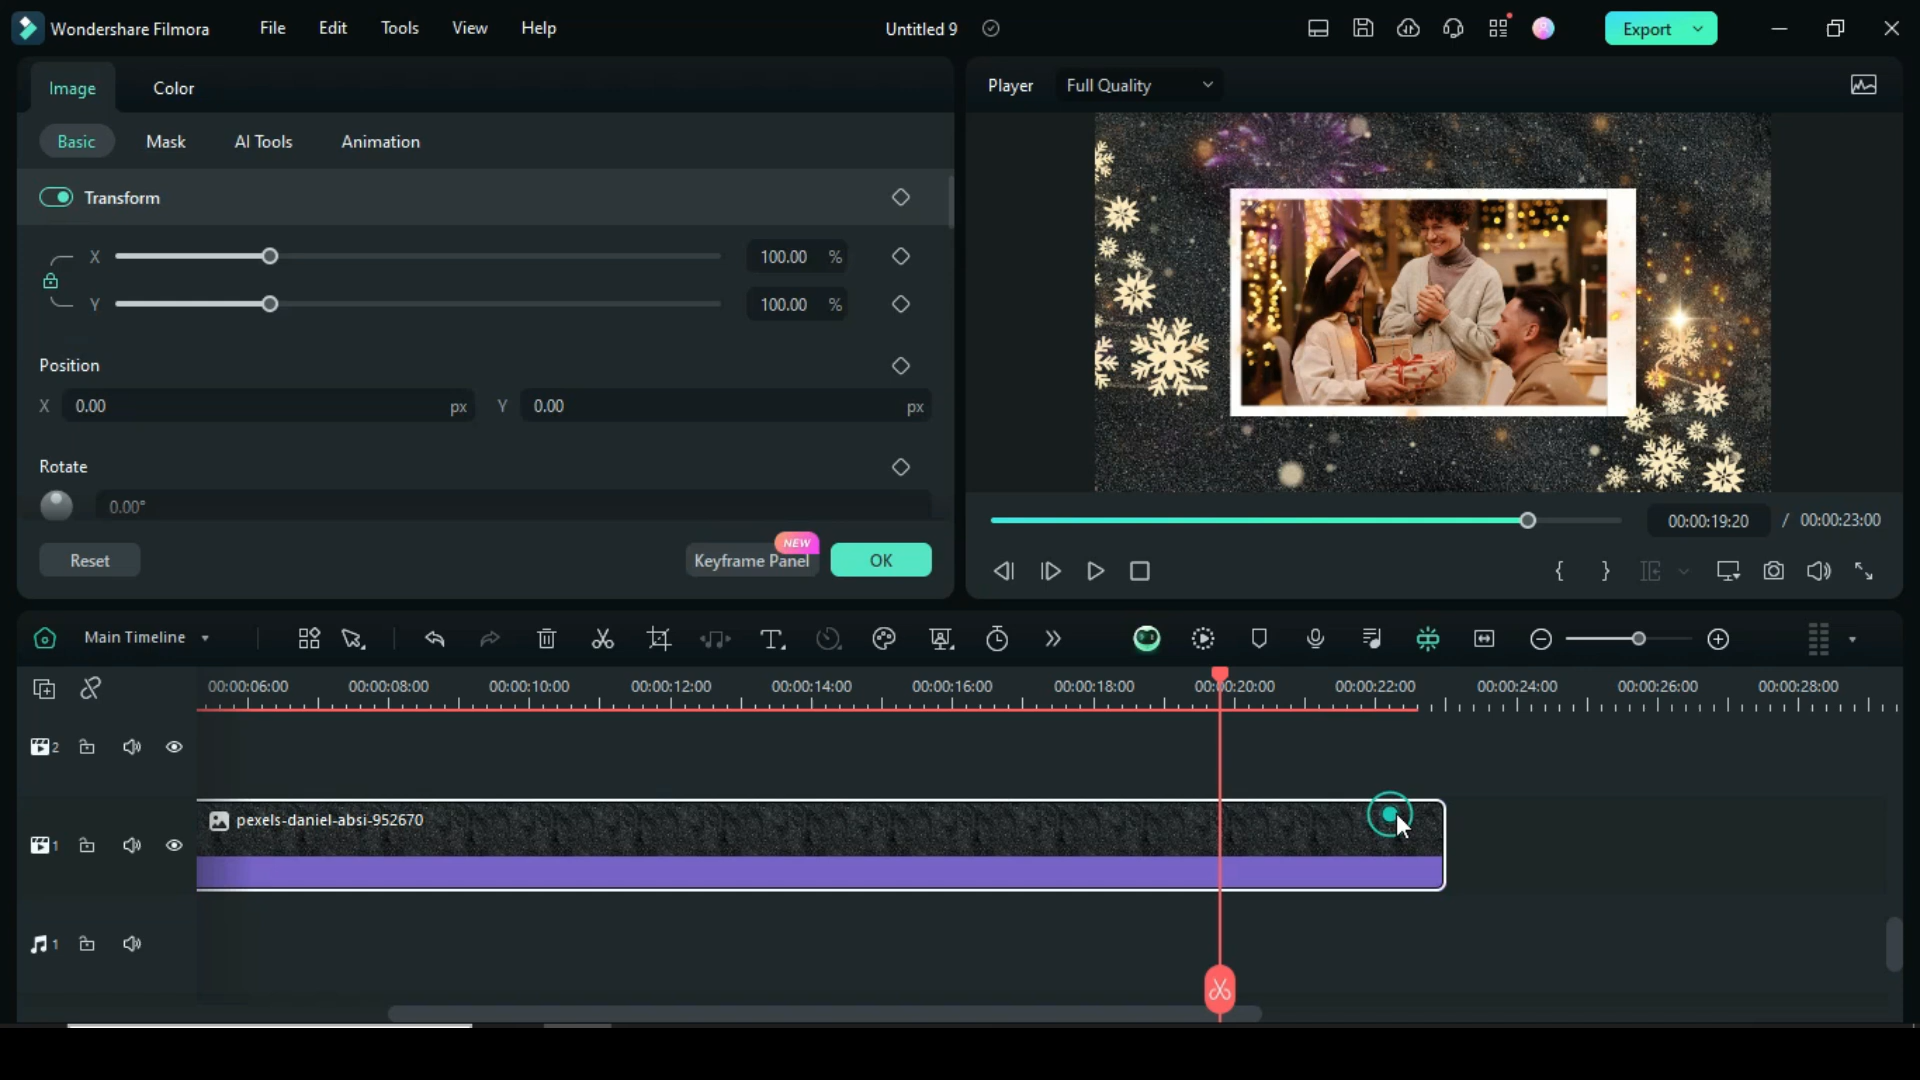 Wondershare Filmora
File
Edit
Tools
View
Help
Untitled 9
Export
Image
Color
Player
Full Quality
Basic
Mask
AI Tools
Animation
Transform
X
100.00 %
Y
100.00 %
Position
X 0.00 px Y 0.00 px
Rotate
0.00°
00:00:19:20 / 00:00:23:00
Reset
NEW
Keyframe Panel
OK
{ }
Main Timeline
00:00:06:00 00:00:08:00 00:00:10:00 00:00:12:00 00:00:14:00 00:00:16:00 00:00:18:00 00:00:20:00 00:00:22:00 00:00:24:00 00:00:26:00 00:00:28:00
2
pexels-daniel-absi-952670
1
1